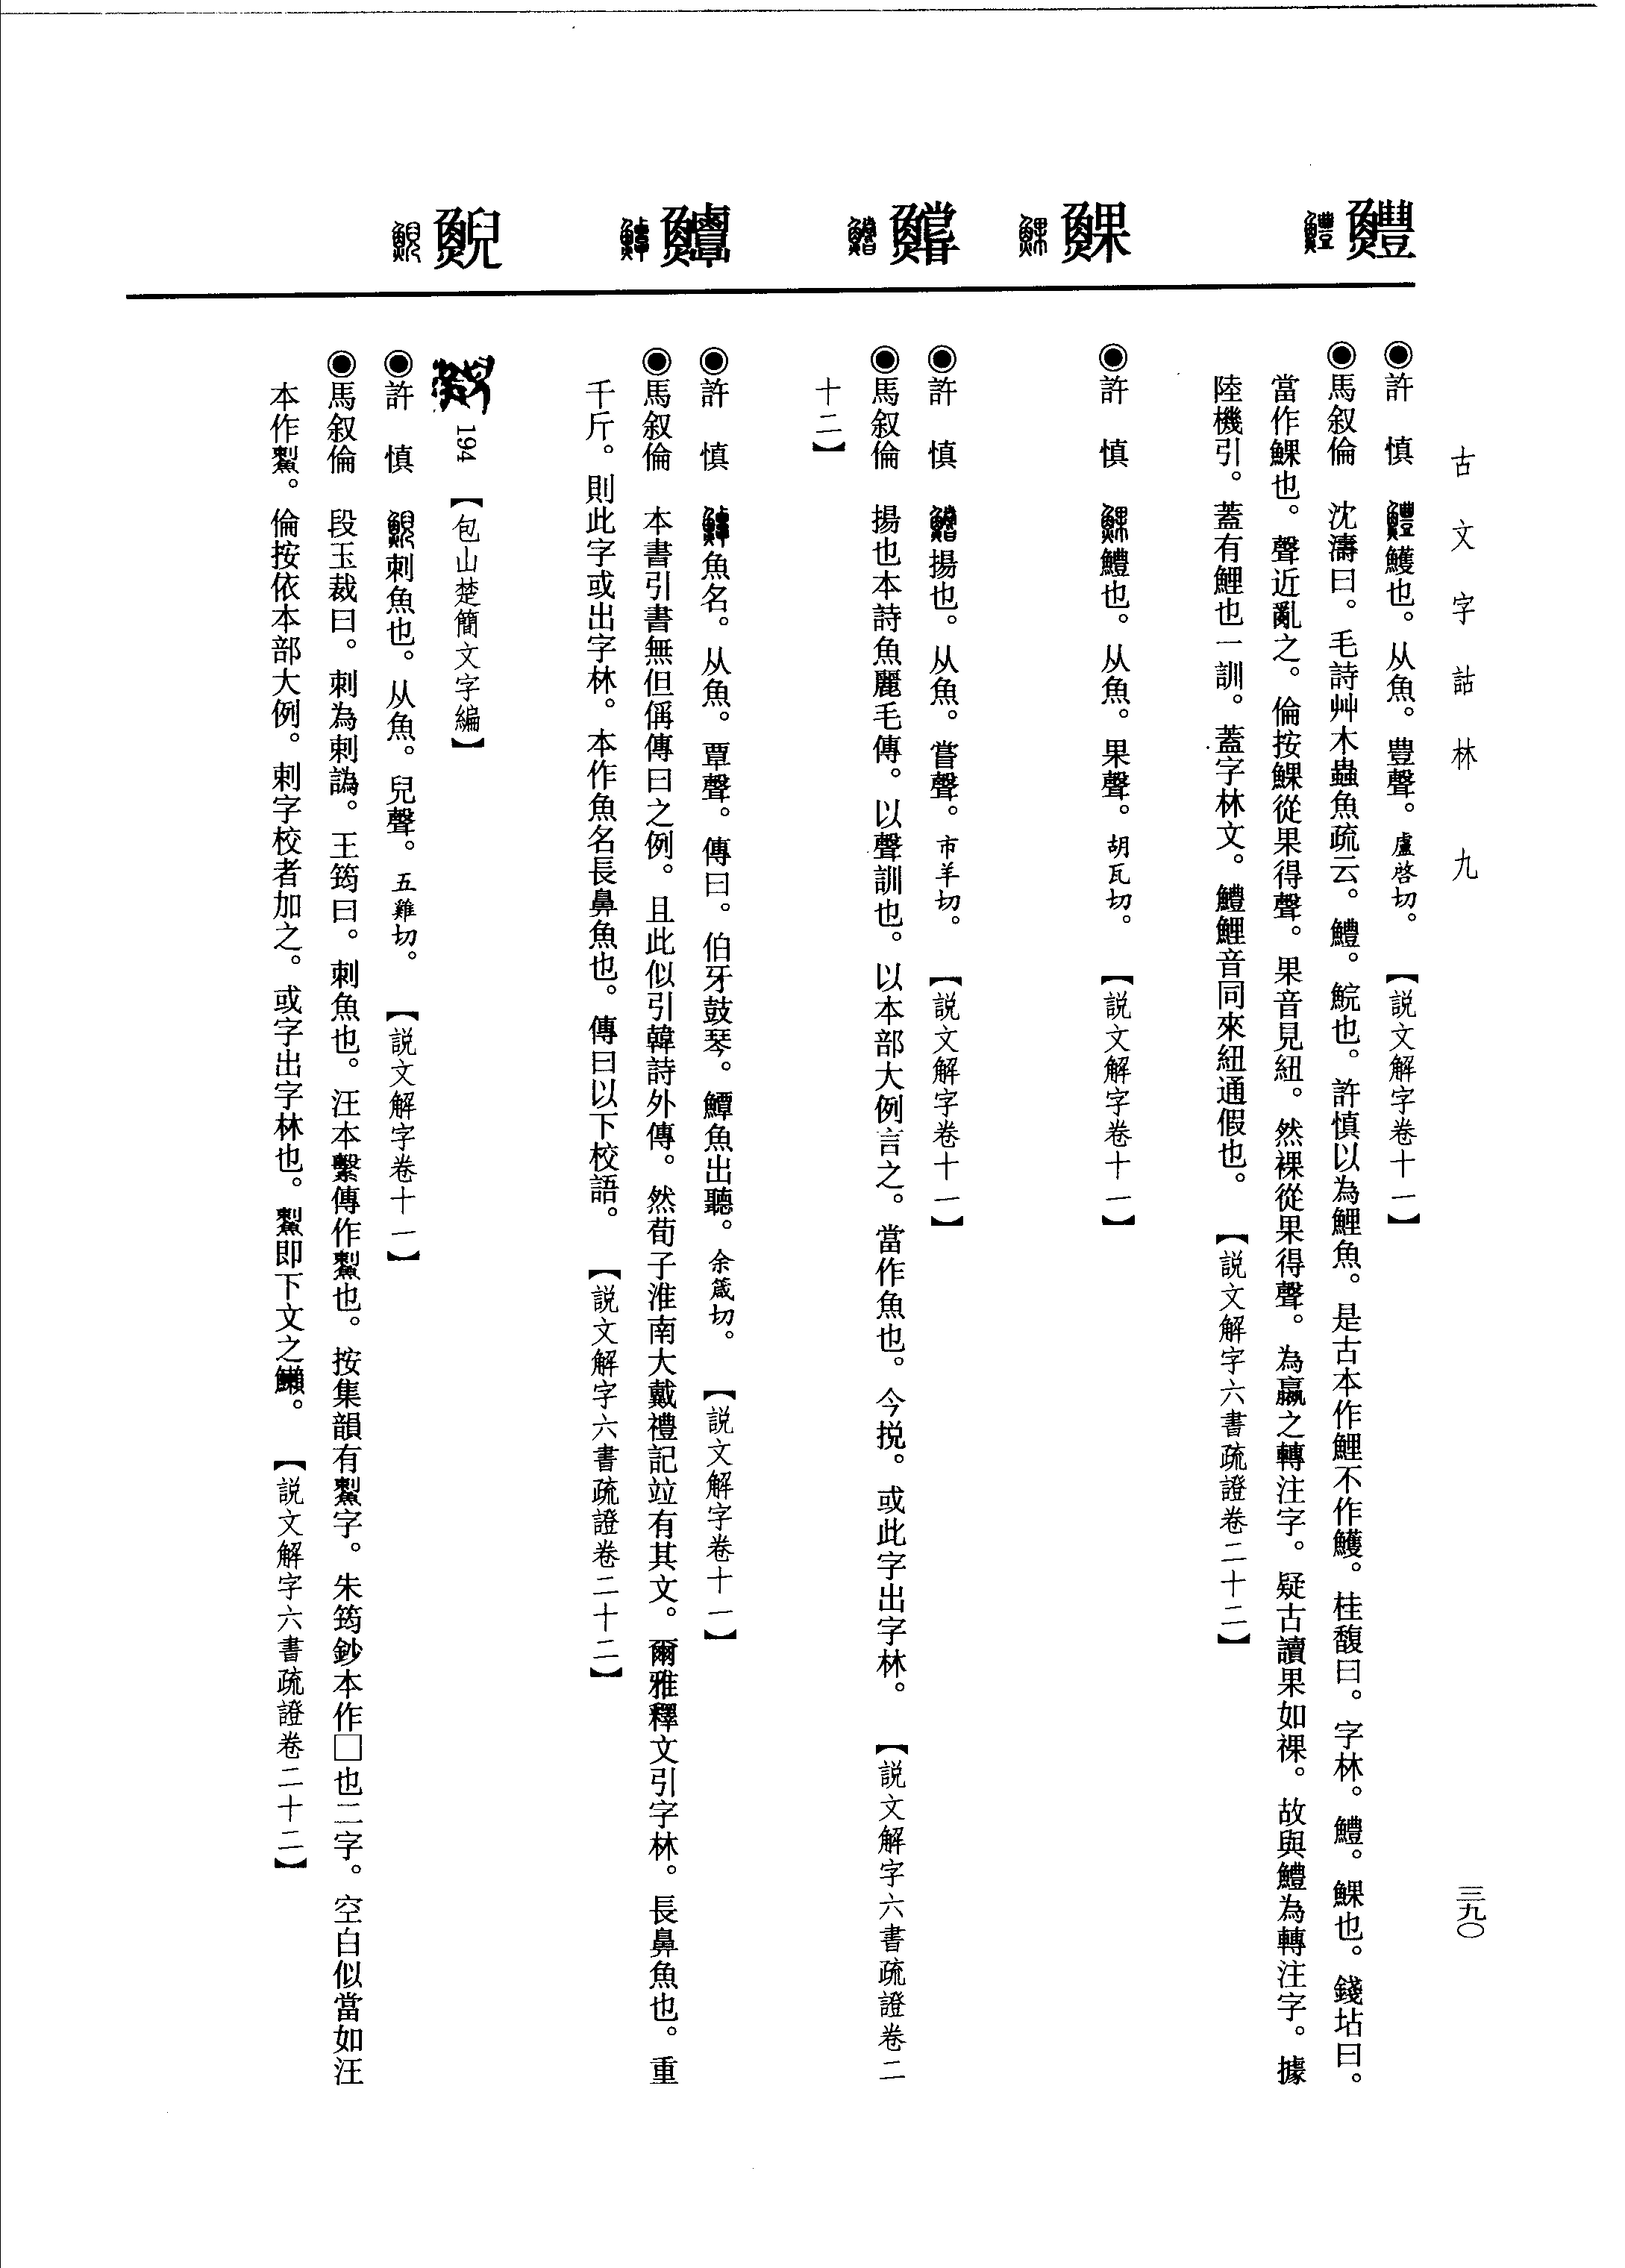 古文字詁林 九
三九〇
鱧
◉許 慎 鱧鱯也。从魚。豊聲。盧啓切。【説文解字卷十一】
◉馬叙倫 沈濤曰。毛詩艸木蟲魚疏云。鱧。鯇也。許慎以為鯉魚。是古本作鯉不作鱯。桂馥曰。字林。鱧。鰥也。錢坫曰。
當作鰥也。聲近亂之。倫按鰥從果得聲。果音見紐。然裸從果得聲。為臝之轉注字。疑古讀果如裸。故與鱧為轉注字。據
陸機引。蓋有鯉也一訓。蓋字林文。鱧鯉音同來紐通假也。【説文解字六書疏證卷二十二】
䱻
◉許 慎 䱻鱧也。从魚。果聲。胡瓦切。【説文解字卷十一】
鱨
◉許 慎 鱨揚也。从魚。嘗聲。市羊切。【説文解字卷十一】
◉馬叙倫 揚也本詩魚麗毛傳。以聲訓也。以本部大例言之。當作魚也。今捝。或此字出字林。【説文解字六書疏證卷二
十二】
鱏
◉許 慎 鱏魚名。从魚。覃聲。傳曰。伯牙鼓琴。鱏魚出聽。余箴切。【説文解字卷十一】
◉馬叙倫 本書引書無但偁傳曰之例。且此似引韓詩外傳。然荀子淮南大戴禮記竝有其文。爾雅釋文引字林。長鼻魚也。重
千斤。則此字或出字林。本作魚名長鼻魚也。傳曰以下校語。【説文解字六書疏證卷二十二】
鯢
194【包山楚簡文字編】
◉許 慎 鯢刺魚也。从魚。兒聲。五雞切。【説文解字卷十一】
◉馬叙倫 段玉裁曰。刺為剌譌。王筠曰。刺魚也。汪本繫傳作鯬也。按集韻有鯬字。朱筠鈔本作□也二字。空白似當如汪
本作鯬。倫按依本部大例。剌字校者加之。或字出字林也。鯬即下文之鱺。【説文解字六書疏證卷二十二】